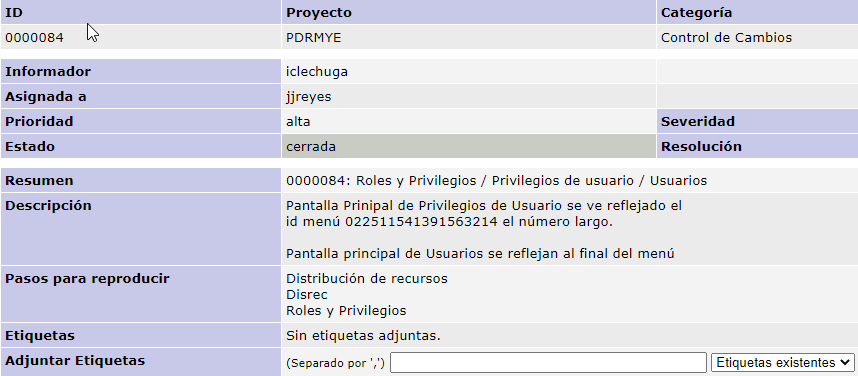 ID Proyecto Categoría
0000084 PDRMYE Control de Cambios
Informador iclechuga
Asignada a jjreyes
Prioridad alta Severidad
Estado cerrada Resolución
Resumen 0000084: Roles y Privilegios / Privilegios de usuario / Usuarios
Descripción Pantalla Prinipal de Privilegios de Usuario se ve reflejado el
id menú 022511541391563214 el número largo.
Pantalla principal de Usuarios se reflejan al final del menú
Pasos para reproducir Distribución de recursos
Disrec
Roles y Privilegios
Etiquetas Sin etiquetas adjuntas.
Adjuntar Etiquetas (Separado por ',') Etiquetas existentes